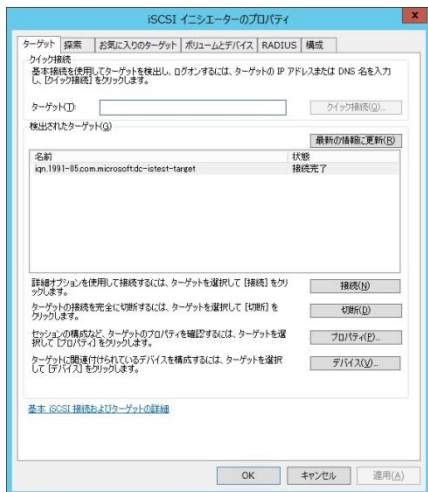 iSCSI イニシエーターのプロパティ
x
ターゲット 探索 お気に入りのターゲット ボリュームとデバイス RADIUS 構成
クイック接続
基本接続を使用してターゲットを検出し、ログオンするには、ターゲットの IP アドレスまたは DNS 名を入力
し、[クイック接続] をクリックします。
ターゲット(T): クイック接続(Q)...
検出されたターゲット(G)
最新の情報に更新(R)
名前 状態
iqn.1991-05.com.microsoft:dc-istest-target 接続完了
詳細オプションを使用して接続するには、ターゲットを選択して [接続] をクリ
ックします。
接続(N)
ターゲットの接続を完全に切断するには、ターゲットを選択して [切断] を
クリックします。
切断(D)
セッションの構成など、ターゲットのプロパティを確認するには、ターゲットを選
択して [プロパティ] をクリックします。
プロパティ(P)...
ターゲットに関連付けられているデバイスを構成するには、ターゲットを選択
して [デバイス] をクリックします。
デバイス(V)...
基本 iSCSI 接続およびターゲットの詳細
OK キャンセル 適用(A)